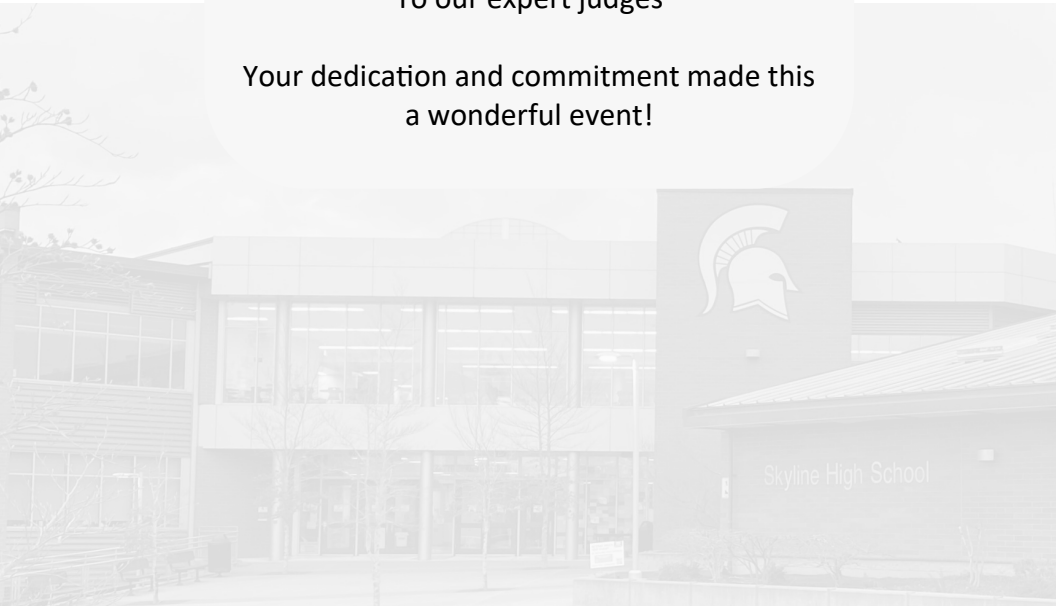 To our expert judges
Your dedication and commitment made this
a wonderful event!
Skyline High School